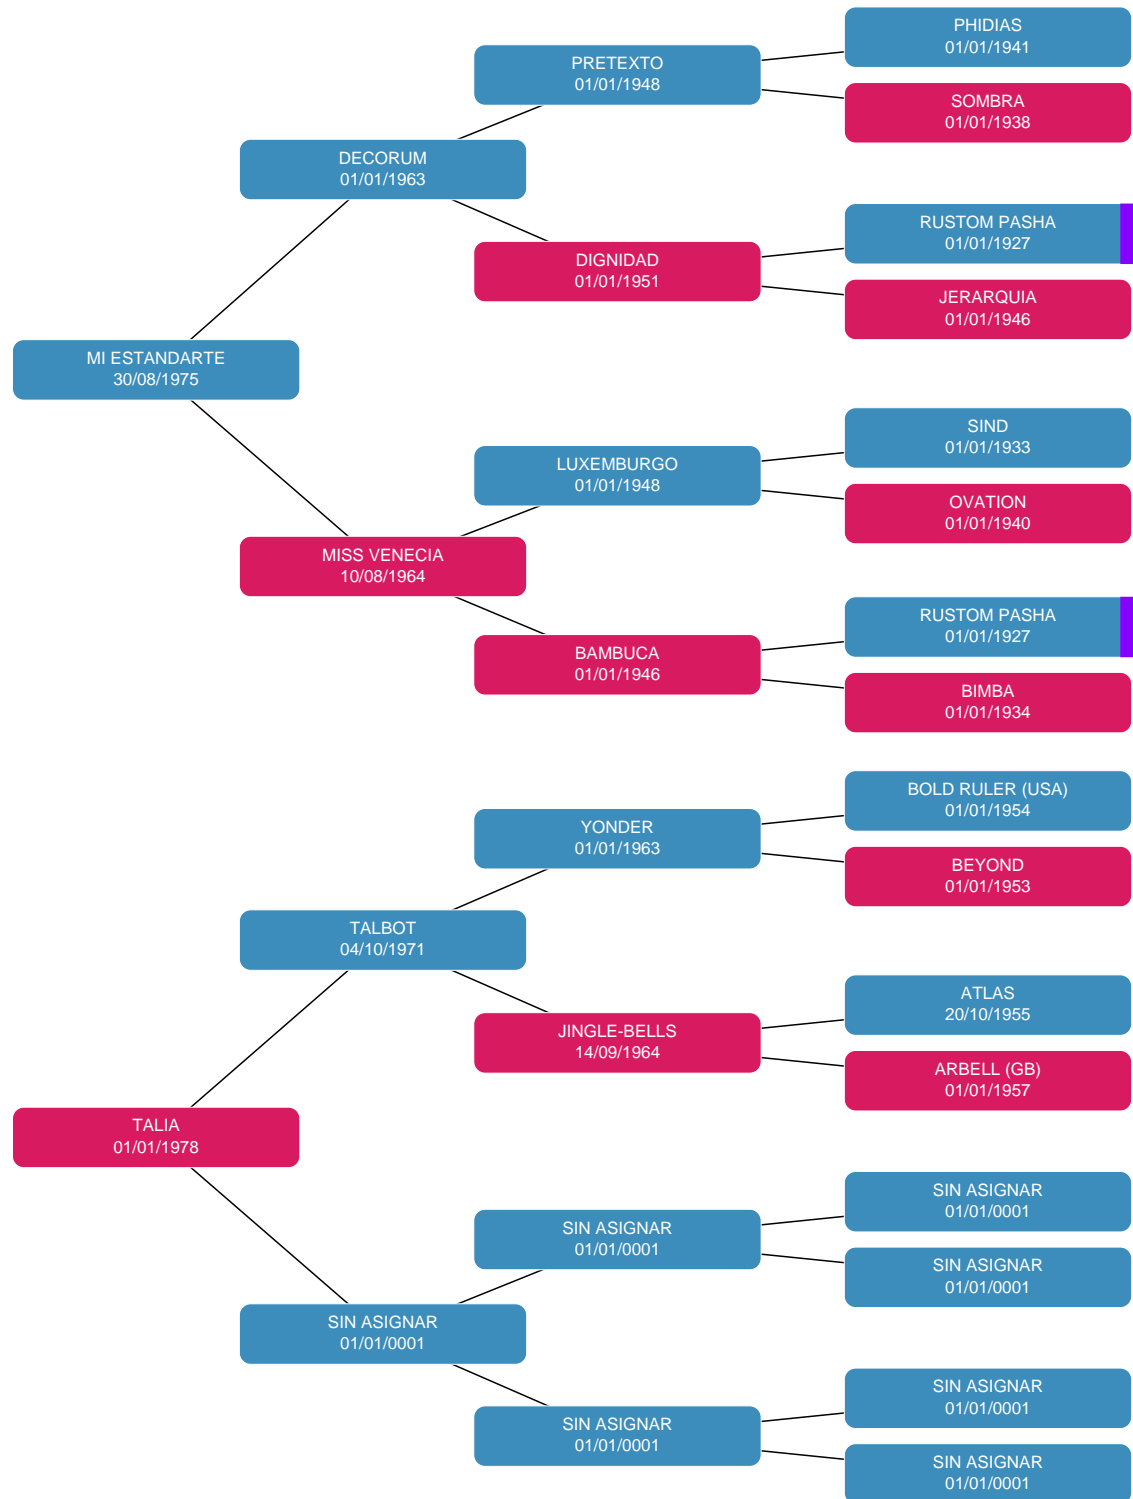 PHIDIAS
01/01/1941
PRETEXTO
01/01/1948
SOMBRA
01/01/1938
DECORUM
01/01/1963
RUSTOM PASHA
01/01/1927
DIGNIDAD
01/01/1951
JERARQUIA
01/01/1946
MI ESTANDARTE
30/08/1975
SIND
01/01/1933
LUXEMBURGO
01/01/1948
OVATION
01/01/1940
MISS VENECIA
10/08/1964
RUSTOM PASHA
01/01/1927
BAMBUCA
01/01/1946
BIMBA
01/01/1934
BOLD RULER (USA)
01/01/1954
YONDER
01/01/1963
BEYOND
01/01/1953
TALBOT
04/10/1971
ATLAS
20/10/1955
JINGLE-BELLS
14/09/1964
ARBELL (GB)
01/01/1957
TALIA
01/01/1978
SIN ASIGNAR
01/01/0001
SIN ASIGNAR
01/01/0001
SIN ASIGNAR
01/01/0001
SIN ASIGNAR
01/01/0001
SIN ASIGNAR
01/01/0001
SIN ASIGNAR
01/01/0001
SIN ASIGNAR
01/01/0001